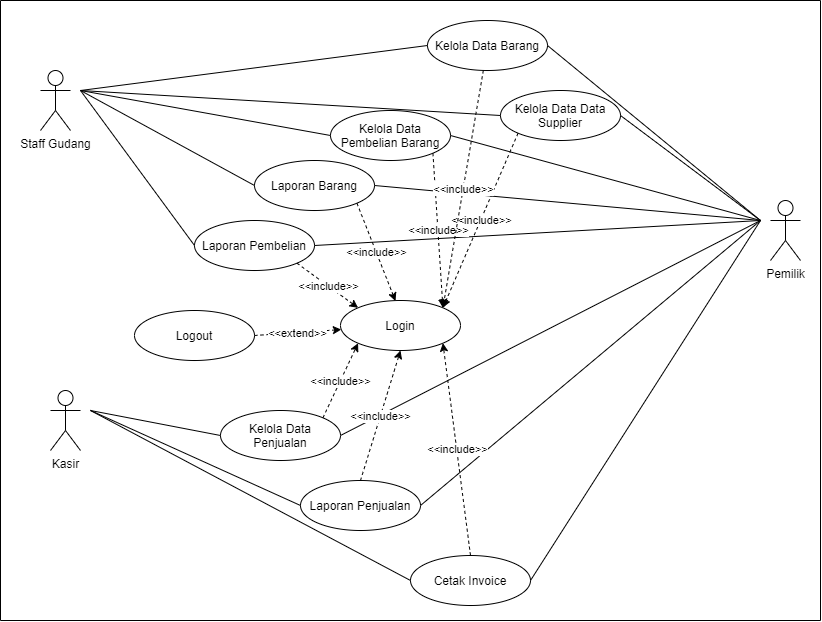 Kelola Data Barang
Staff Gudang
Kelola Data Data
Supplier
Kelola Data
Pembelian Barang
Laporan Barang
<<include>>
<<include>>
<<include>>
Laporan Pembelian
<<include>>
Pemilik
<<include>>
Logout
<<extend>>
Login
<<include>>
Kasir
Kelola Data
Penjualan
<<include>>
<<include>>
Laporan Penjualan
Cetak Invoice